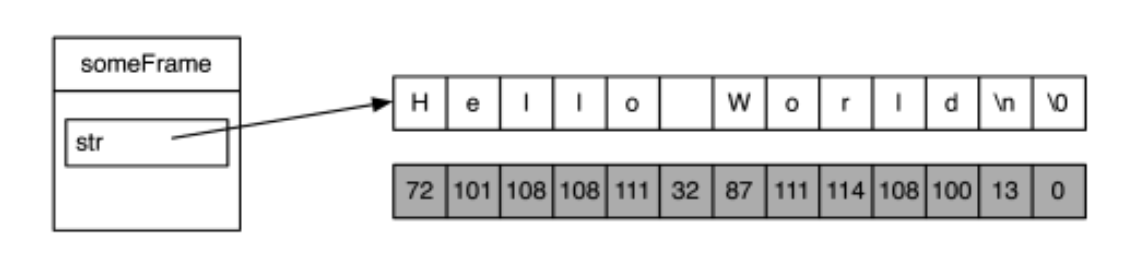 someFrame
H e l l o W o r l d \n \0
str
72 101 108 108 111 32 87 111 114 108 100 13 0